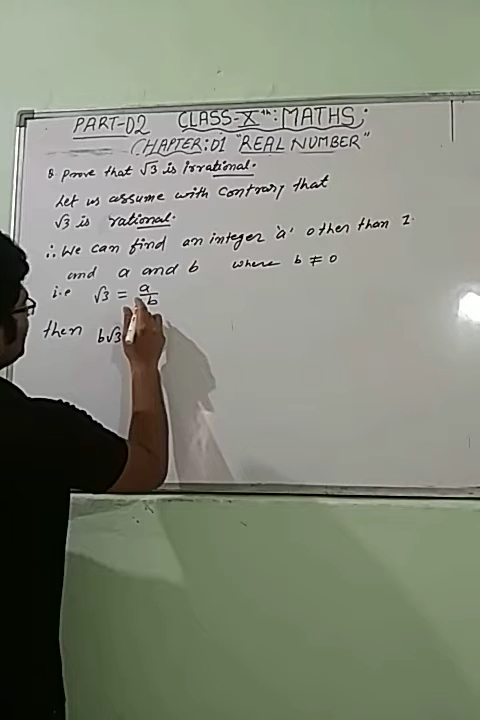 PART-02 CLASS-Xth: MATHS:
CHAPTER:01 "REAL NUMBER"
Q. Prove that √3 is irrational.
Let us assume with contrary that
√3 is rational.
∴ We can find an integer 'a' other than 1
and a and b where b ≠ 0
i.e √3 = a/b
then b√3